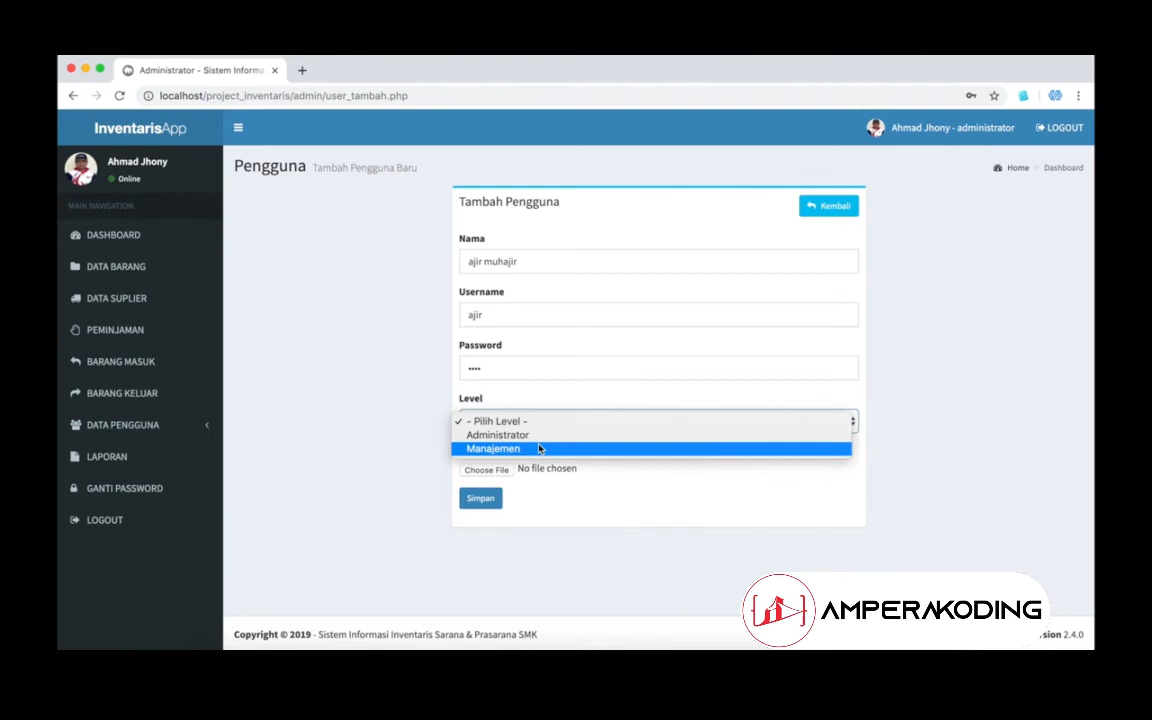 Administrator - Sistem Informa
localhost/project_inventaris/admin/user_tambah.php
InventarisApp
Ahmad Jhony - administrator
LOGOUT
Ahmad Jhony
Online
Pengguna Tambah Pengguna Baru
Home > Dashboard
MAIN NAVIGATION
DASHBOARD
DATA BARANG
DATA SUPLIER
PEMINJAMAN
BARANG MASUK
BARANG KELUAR
DATA PENGGUNA
LAPORAN
GANTI PASSWORD
LOGOUT
Tambah Pengguna
Kembali
Nama
ajir muhajir
Username
ajir
Password
••••
Level
- Pilih Level -
Administrator
Manajemen
Choose File No file chosen
Simpan
AMPERAKODING
Copyright © 2019 - Sistem Informasi Inventaris Sarana & Prasarana SMK
sion 2.4.0